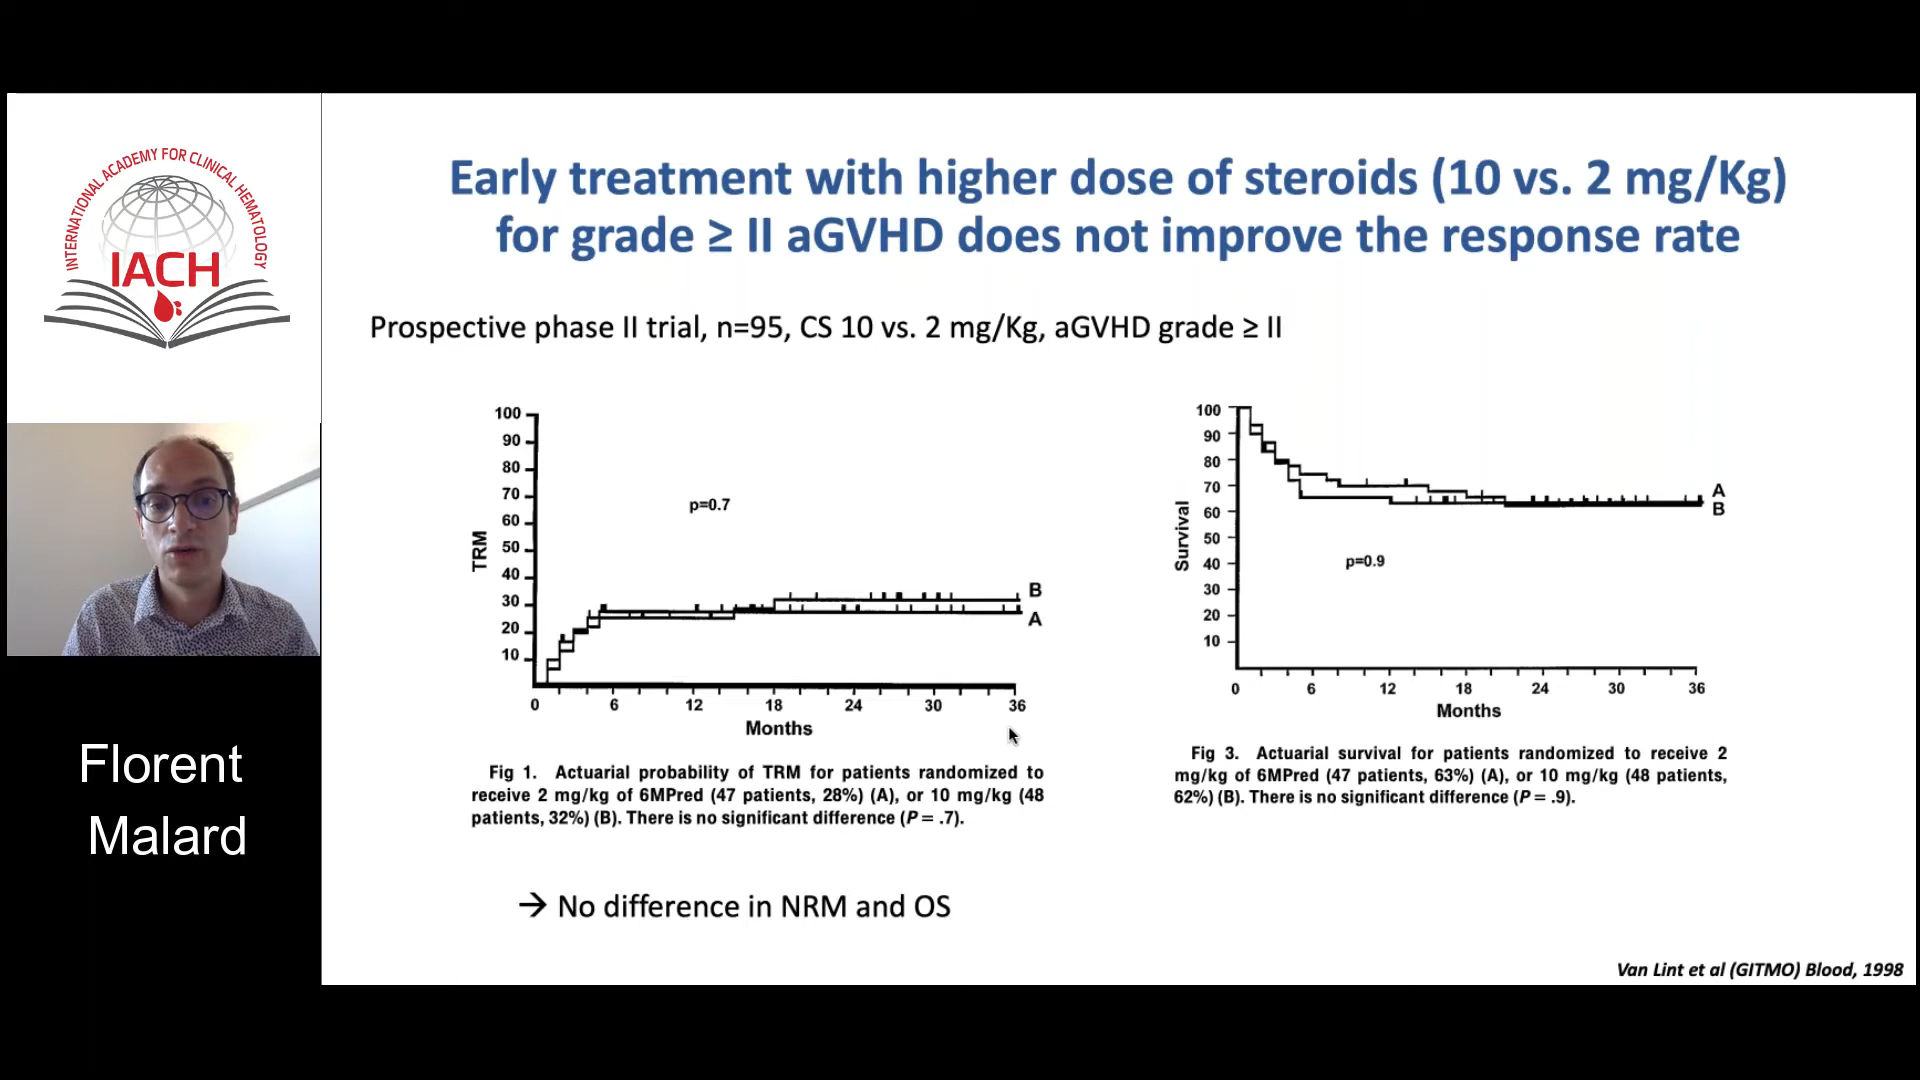 INTERNATIONAL ACADEMY FOR CLINICAL HEMATOLOGY
IACH
Florent
Malard
Early treatment with higher dose of steroids (10 vs. 2 mg/Kg)
for grade ≥ II aGVHD does not improve the response rate
Prospective phase II trial, n=95, CS 10 vs. 2 mg/Kg, aGVHD grade ≥ II
100
90
80
70
60
50
40
30
20
10
TRM
p=0.7
B
A
0 6 12 18 24 30 36
Months
Fig 1. Actuarial probability of TRM for patients randomized to
receive 2 mg/kg of 6MPred (47 patients, 28%) (A), or 10 mg/kg (48
patients, 32%) (B). There is no significant difference (P = .7).
100
90
80
70
60
50
40
30
20
10
Survival
p=0.9
A
B
0 6 12 18 24 30 36
Months
Fig 3. Actuarial survival for patients randomized to receive 2
mg/kg of 6MPred (47 patients, 63%) (A), or 10 mg/kg (48 patients,
62%) (B). There is no significant difference (P = .9).
→ No difference in NRM and OS
Van Lint et al (GITMO) Blood, 1998